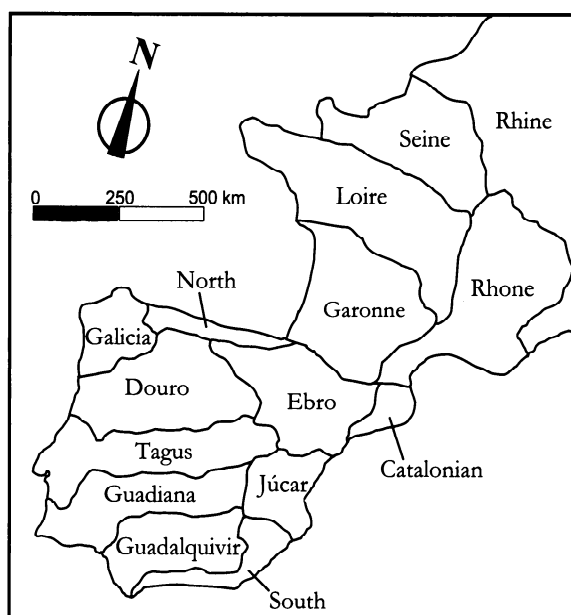 N
0 250 500 km
Seine
Rhine
Loire
Rhone
North
Garonne
Galicia
Douro
Ebro
Tagus
Catalonian
Júcar
Guadiana
Guadalquivir
South